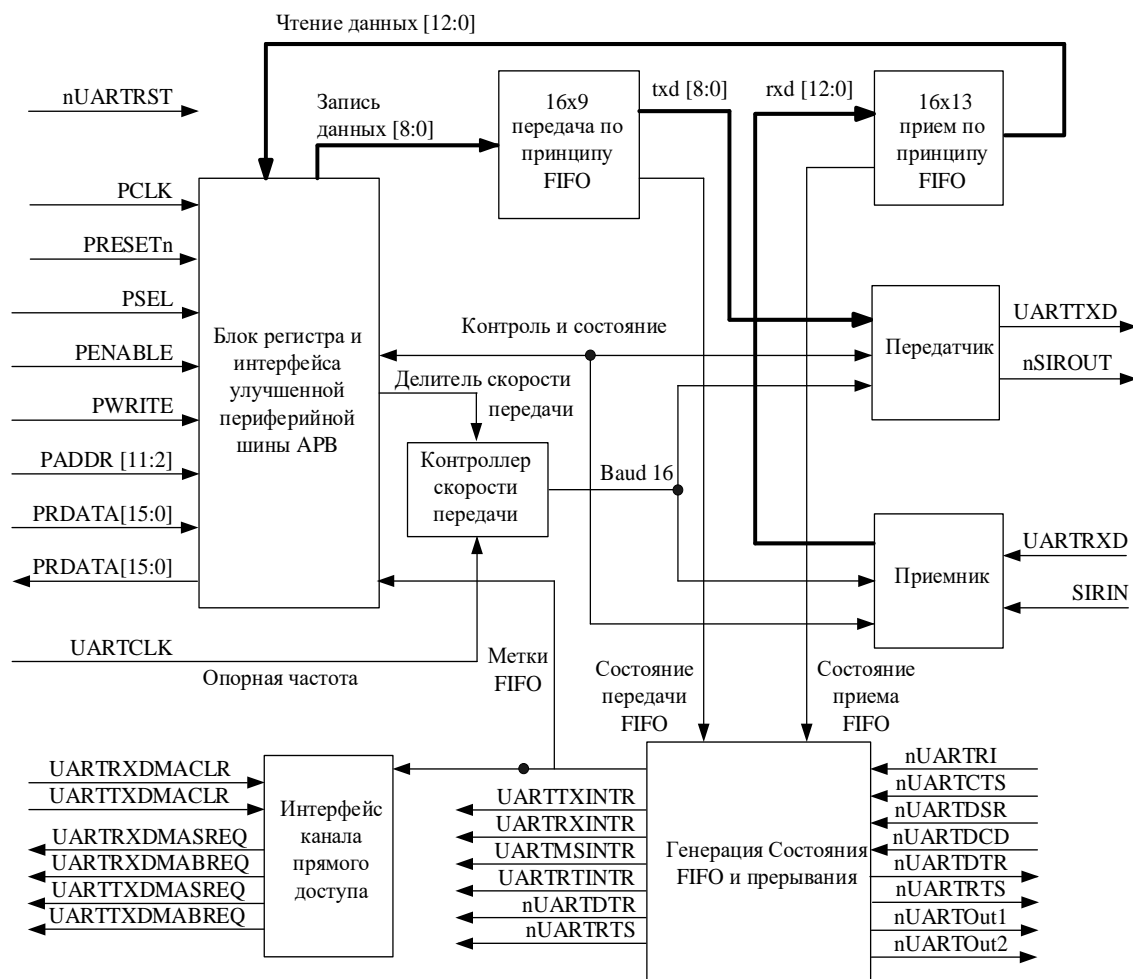 Чтение данных [12:0]
nUARTRST
Запись
данных [8:0]
16x9
передача по
принципу
FIFO
txd [8:0]
rxd [12:0]
16x13
прием по
принципу
FIFO
PCLK
PRESETn
PSEL
PENABLE
PWRITE
PADDR [11:2]
PRDATA[15:0]
PRDATA[15:0]
Блок регистра и
интерфейса
улучшенной
периферийной
шины APB
Контроль и состояние
Делитель скорости
передачи
Контроллер
скорости
передачи
Baud 16
Передатчик
UARTTXD
nSIROUT
Приемник
UARTRXD
SIRIN
UARTCLK
Опорная частота
Метки
FIFO
Состояние
передачи
FIFO
Состояние
приема
FIFO
UARTRXDMACLR
UARTTXDMACLR
UARTRXDMASREQ
UARTRXDMABREQ
UARTTXDMASREQ
UARTTXDMABREQ
Интерфейс
канала
прямого
доступа
UARTTXINTR
UARTRXINTR
UARTMSINTR
UARTRTINTR
nUARTDTR
nUARTRTS
Генерация Состояния
FIFO и прерывания
nUARTRI
nUARTCTS
nUARTDSR
nUARTDCD
nUARTDTR
nUARTRTS
nUARTOut1
nUARTOut2